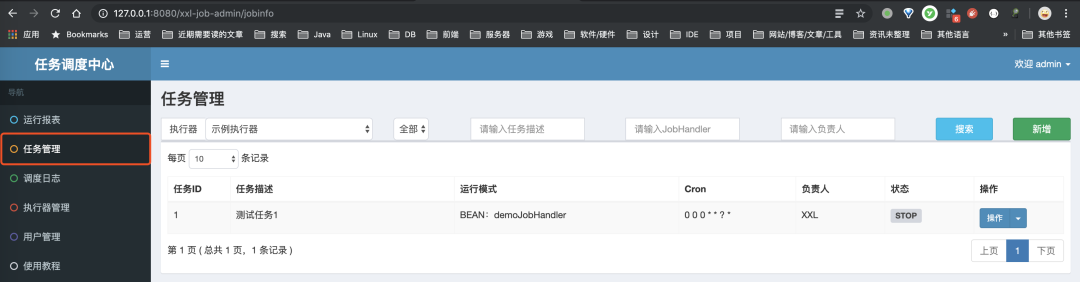 127.0.0.1:8080/xxl-job-admin/jobinfo
6
应用 Bookmarks 运营 近期需要读的文章 搜索 Java Linux DB 前端 服务器 游戏 软件/硬件 设计 IDE 项目 网站/博客/文章/工具 资讯未整理 其他语言 » 其他书签
任务调度中心 欢迎 admin
导航
运行报表
任务管理
调度日志
执行器管理
用户管理
使用教程
任务管理
执行器 示例执行器 全部 请输入任务描述 请输入JobHandler 请输入负责人 搜索 新增
每页 10 条记录
任务ID 任务描述 运行模式 Cron 负责人 状态 操作
1 测试任务1 BEAN：demoJobHandler 0 0 0 * * ? * XXL STOP 操作
第 1 页 ( 总共 1 页，1 条记录 ) 上页 1 下页